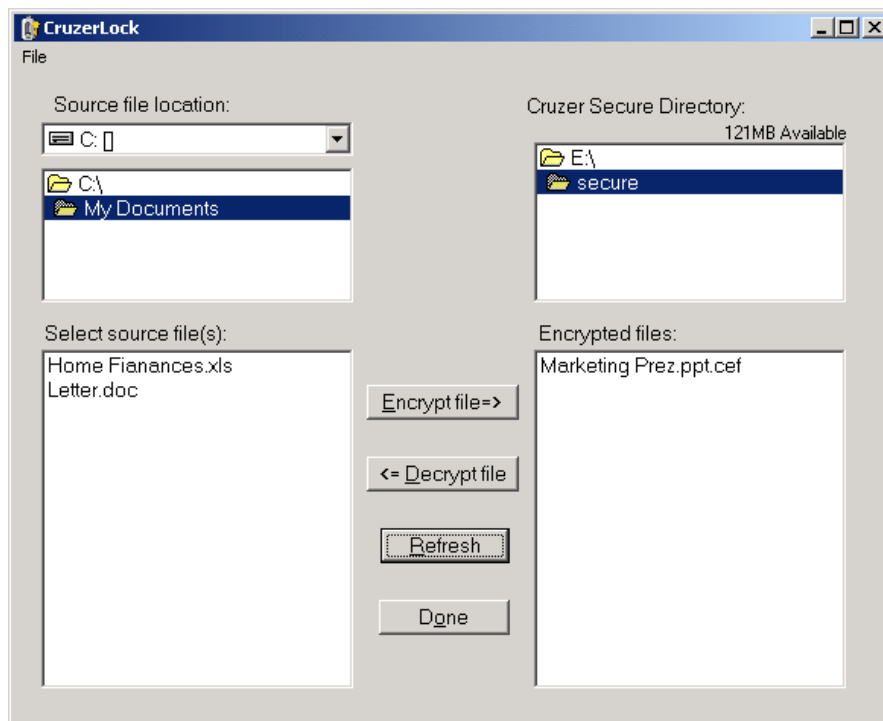 CruzerLock
File
Source file location:
C: []
C:\
My Documents
Cruzer Secure Directory:
121MB Available
E:\
secure
Select source file(s):
Home Fianances.xls
Letter.doc
Encrypt file=>
<= Decrypt file
Refresh
Done
Encrypted files:
Marketing Prez.ppt.cef